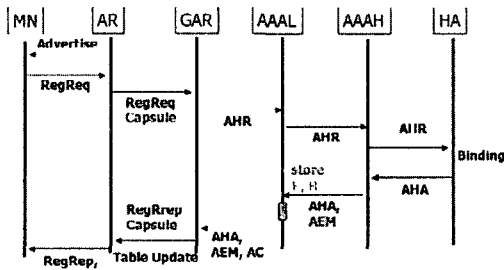 MN AR GAR AAAL AAAH HA
Advertise
RegReq
RegReq
Capsule
AHR
AHR
AHR
Binding
store
AHA
AHA,
AEM
RegRrep
Capsule
AHA,
AEM, AC
Table Update
RegRep,